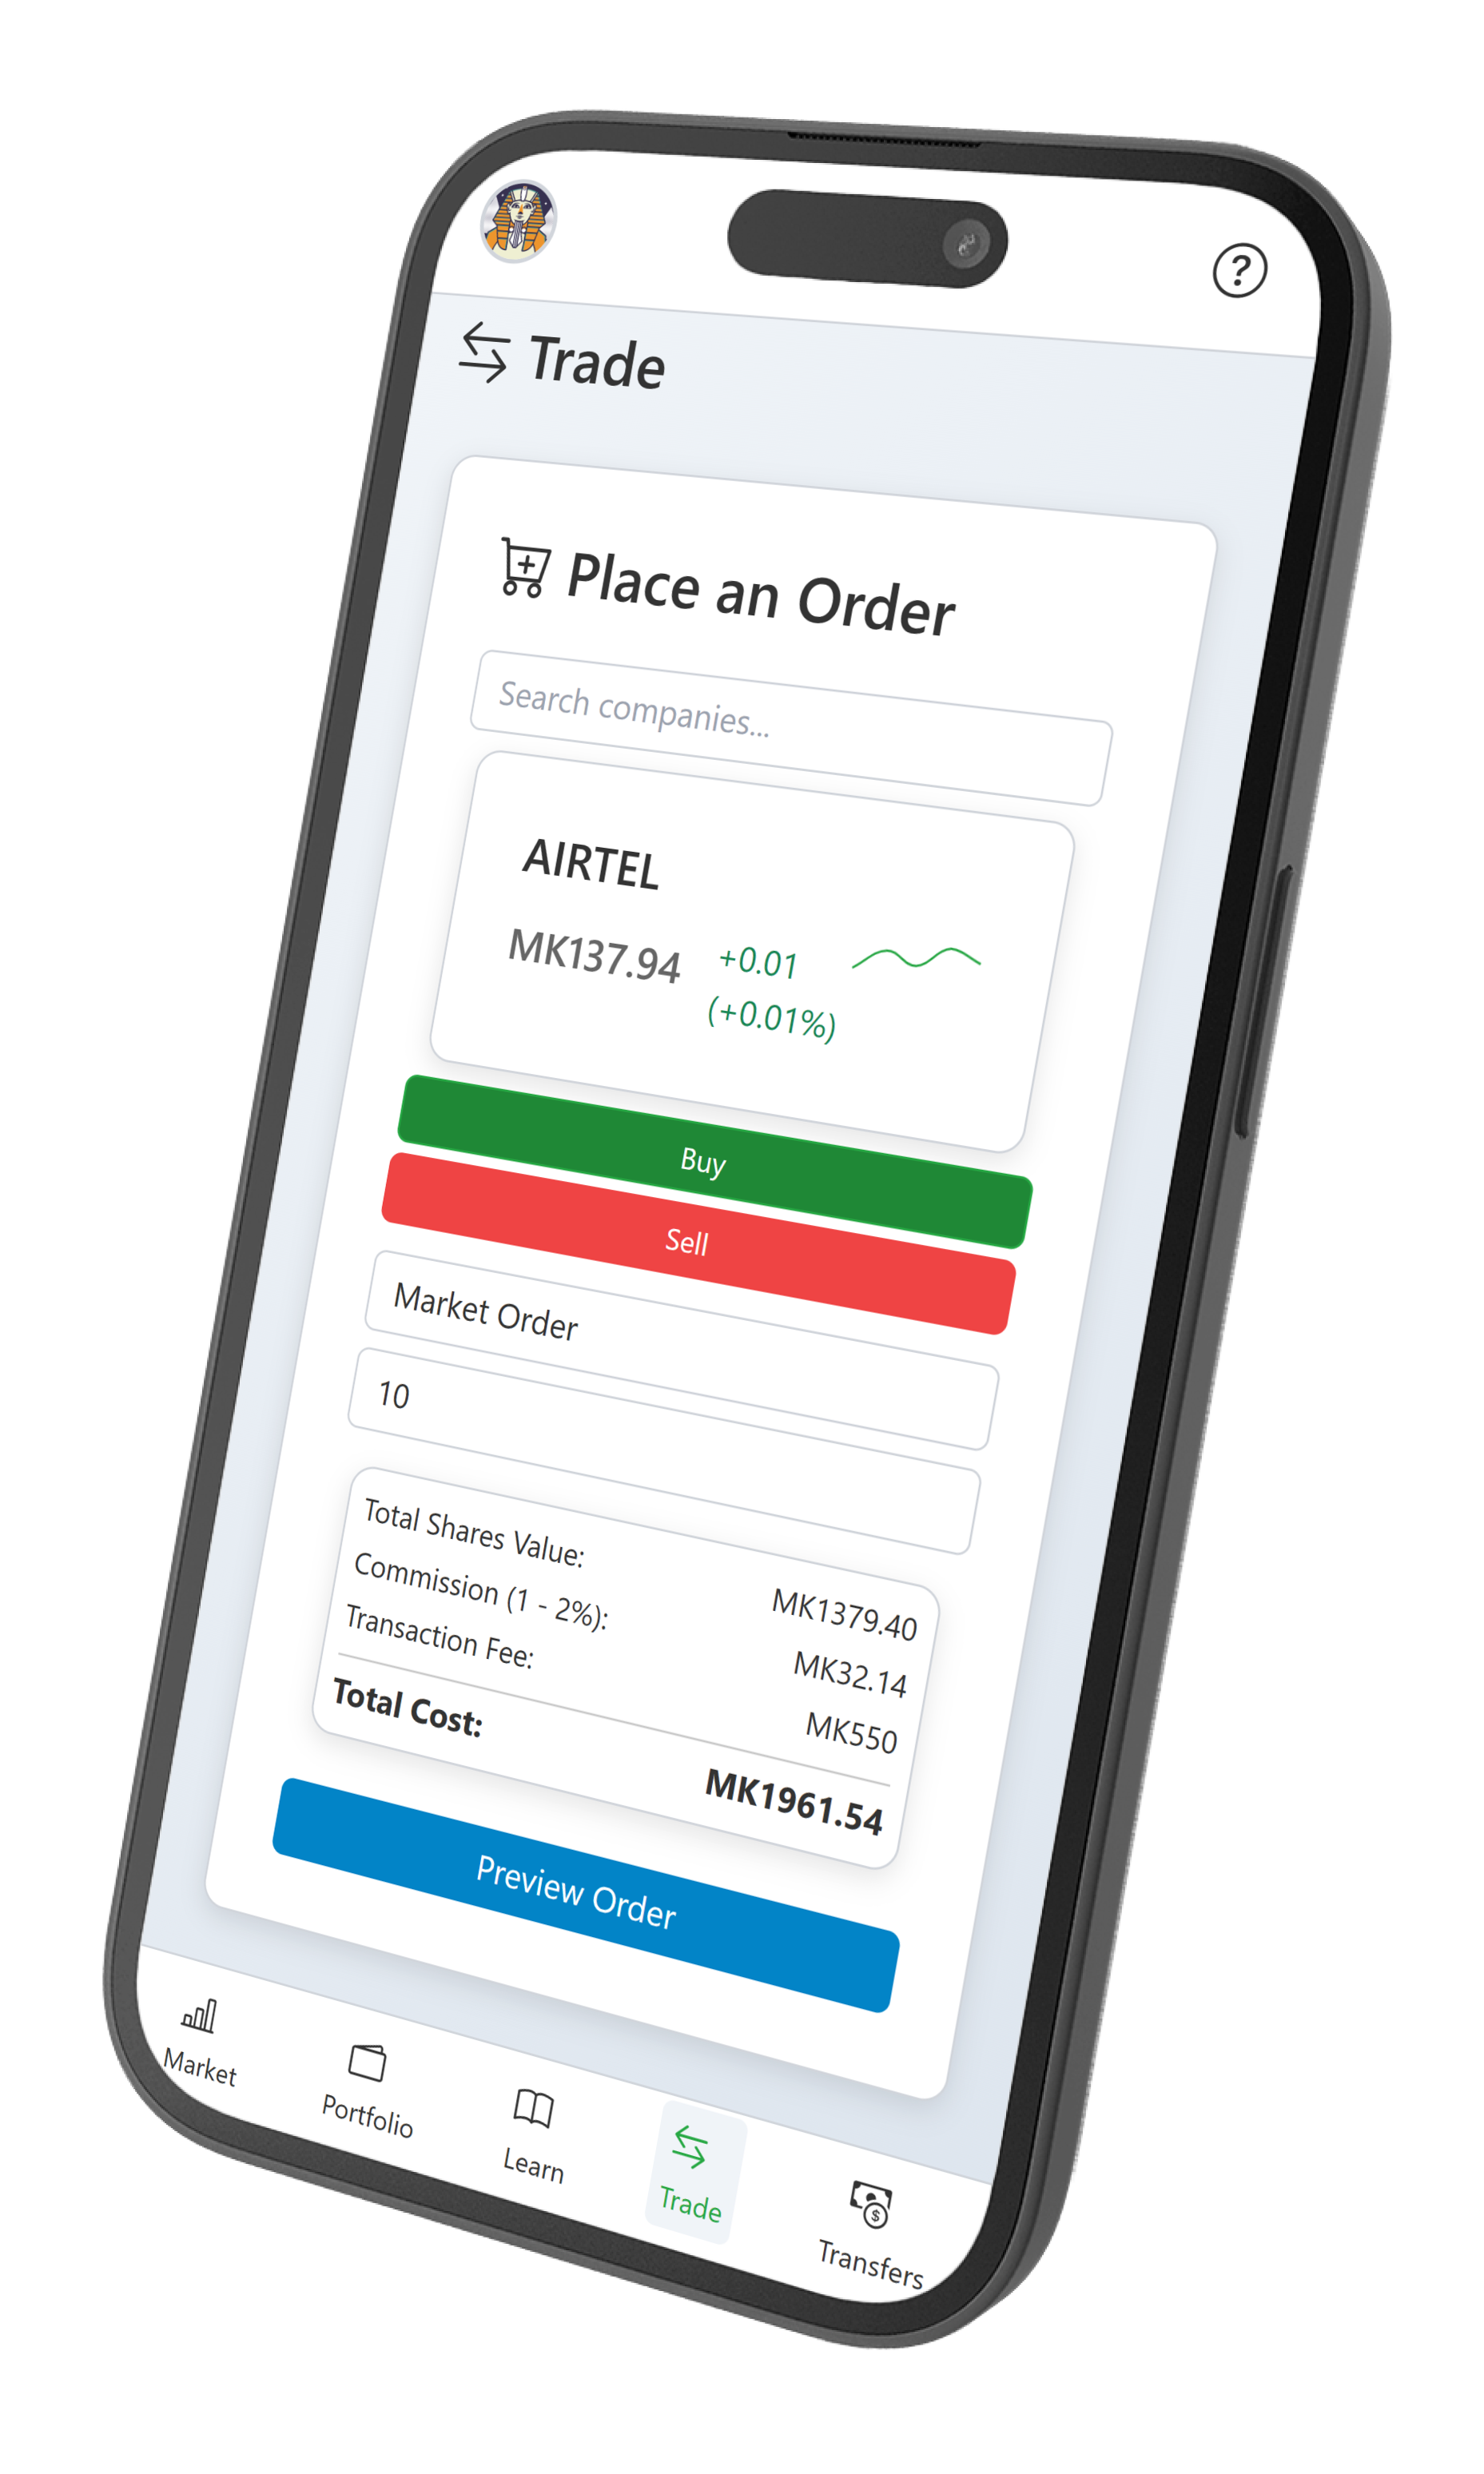 ?
Trade
Place an Order
Search companies...
AIRTEL
MK137.94
+0.01
(+0.01%)
Buy
Sell
Market Order
10
Total Shares Value: MK1379.40
Commission (1 - 2%): MK32.14
Transaction Fee: MK550
Total Cost: MK1961.54
Preview Order
Market
Portfolio
Learn
Trade
$
Transfers